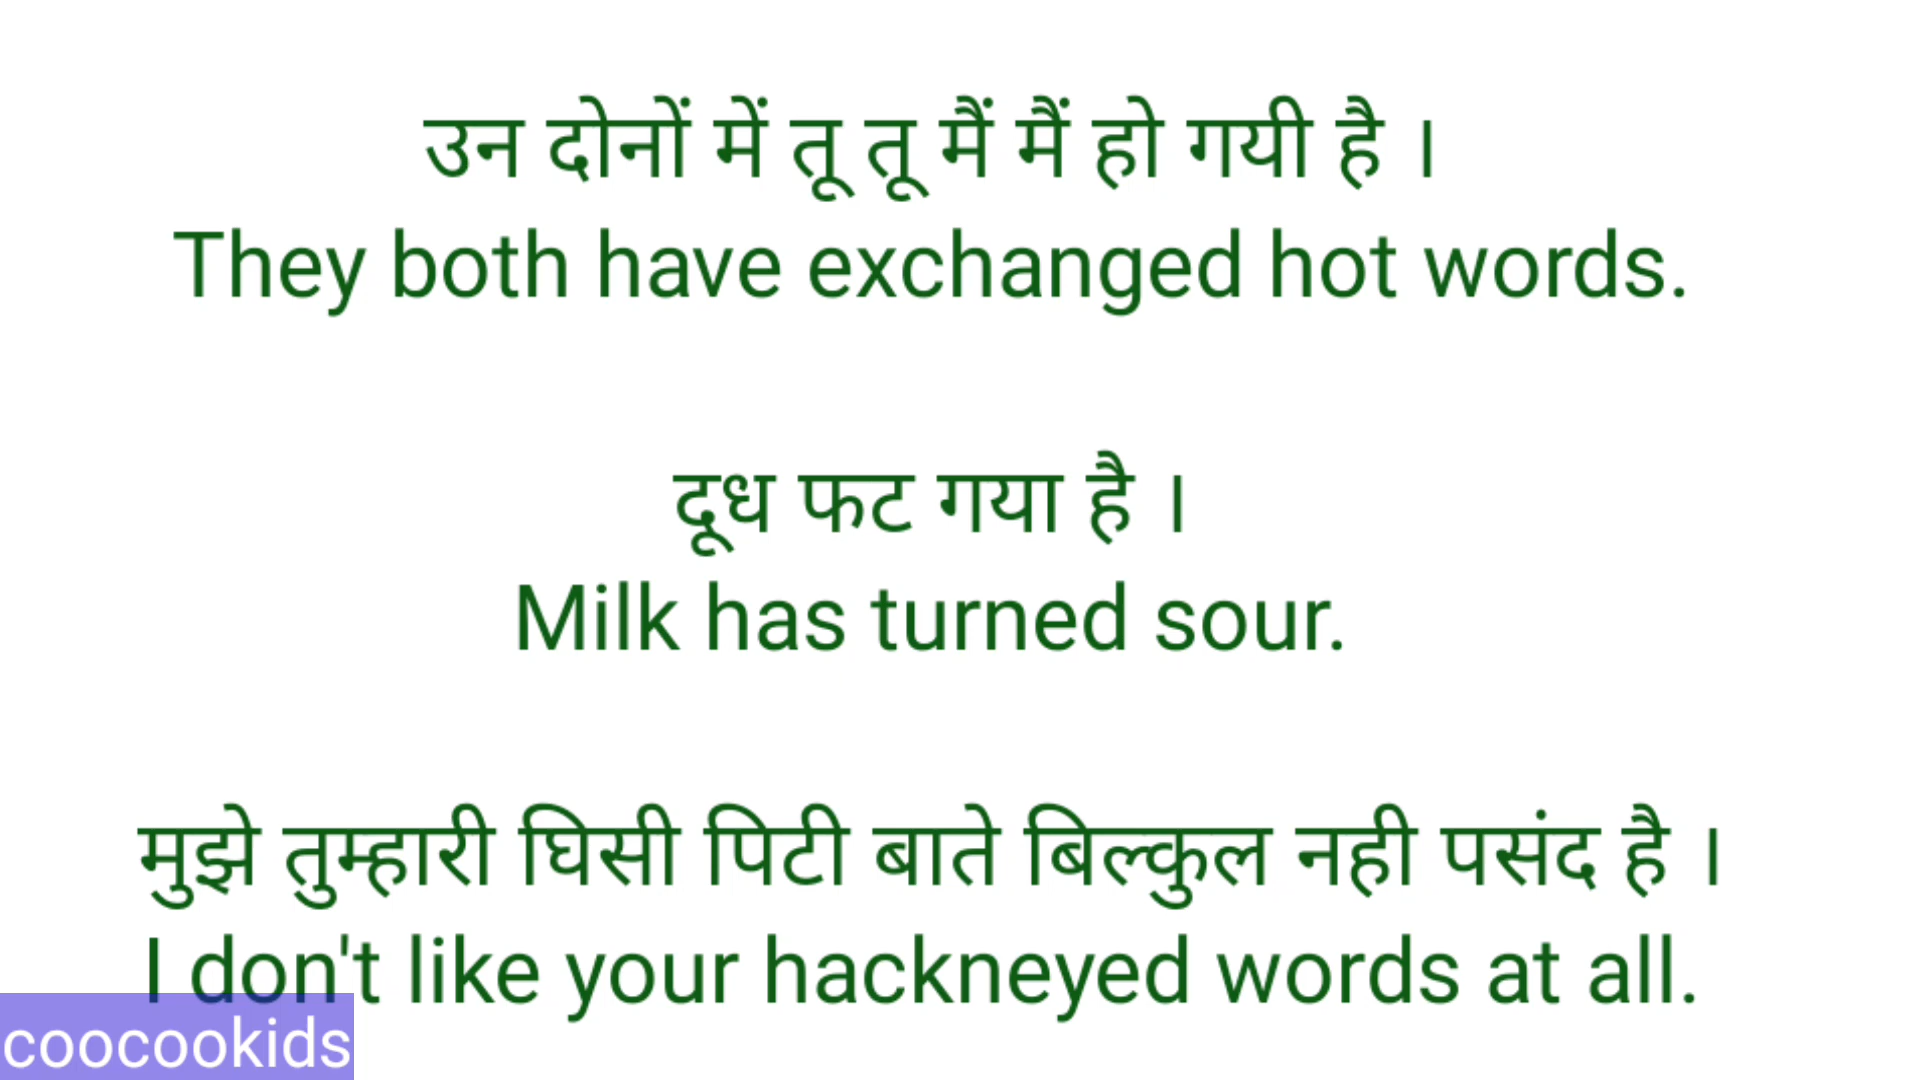 उन दोनों में तू तू मैं मैं हो गयी है ।
They both have exchanged hot words.
दूध फट गया है ।
Milk has turned sour.
मुझे तुम्हारी घिसी पिटी बाते बिल्कुल नही पसंद है ।
I don't like your hackneyed words at all.
coocookids